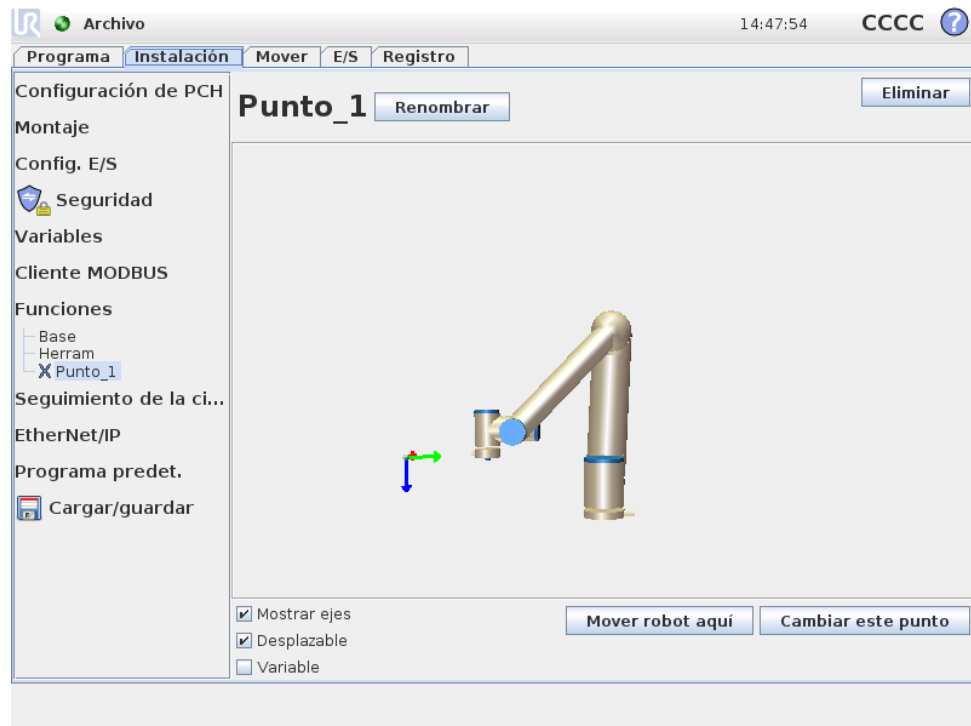 UR Archivo 14:47:54 CCCC ?
Programa Instalación Mover E/S Registro
Configuración de PCH
Montaje
Config. E/S
Seguridad
Variables
Cliente MODBUS
Funciones
Base
Herram
Punto_1
Seguimiento de la ci...
EtherNet/IP
Programa predet.
Cargar/guardar
Punto_1 Renombrar Eliminar
Mostrar ejes
Desplazable
Variable
Mover robot aquí Cambiar este punto